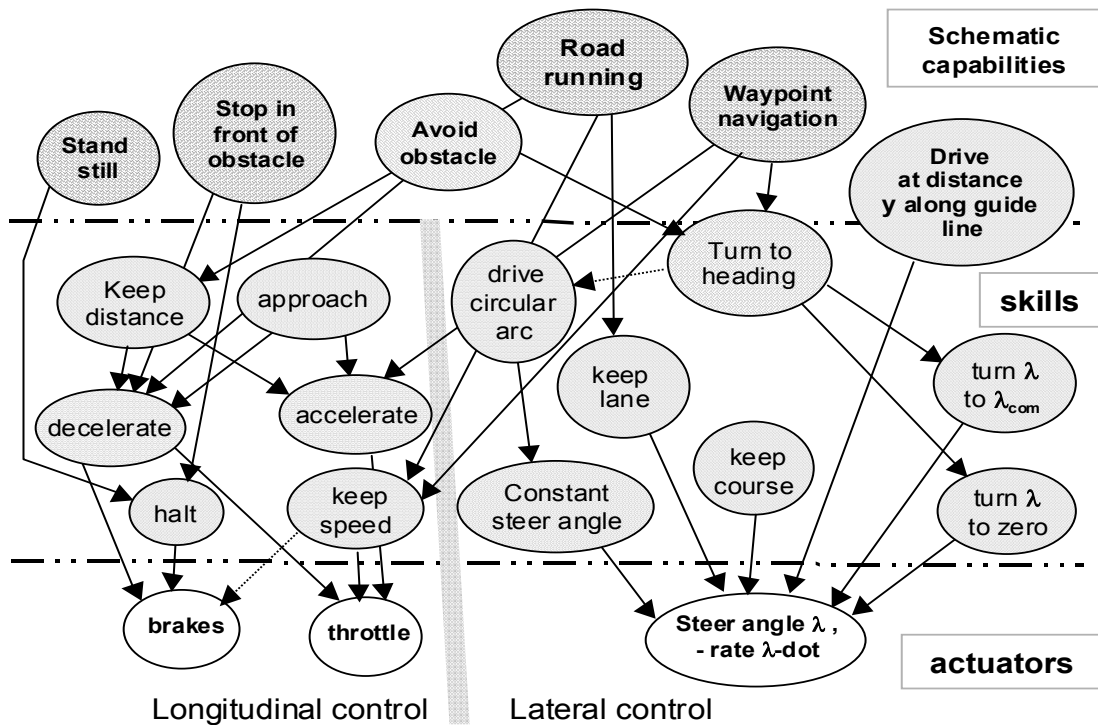 Schematic
capabilities
Road
running
Waypoint
navigation
Stop in
front of
obstacle
Avoid
obstacle
Stand
still
Drive
at distance
y along guide
line
Turn to
heading
drive
circular
arc
Keep
distance
approach
skills
keep
lane
turn λ
to λcom
decelerate
accelerate
keep
course
Constant
steer angle
keep
speed
halt
turn λ
to zero
brakes
throttle
Steer angle λ ,
- rate λ-dot
actuators
Longitudinal control
Lateral control